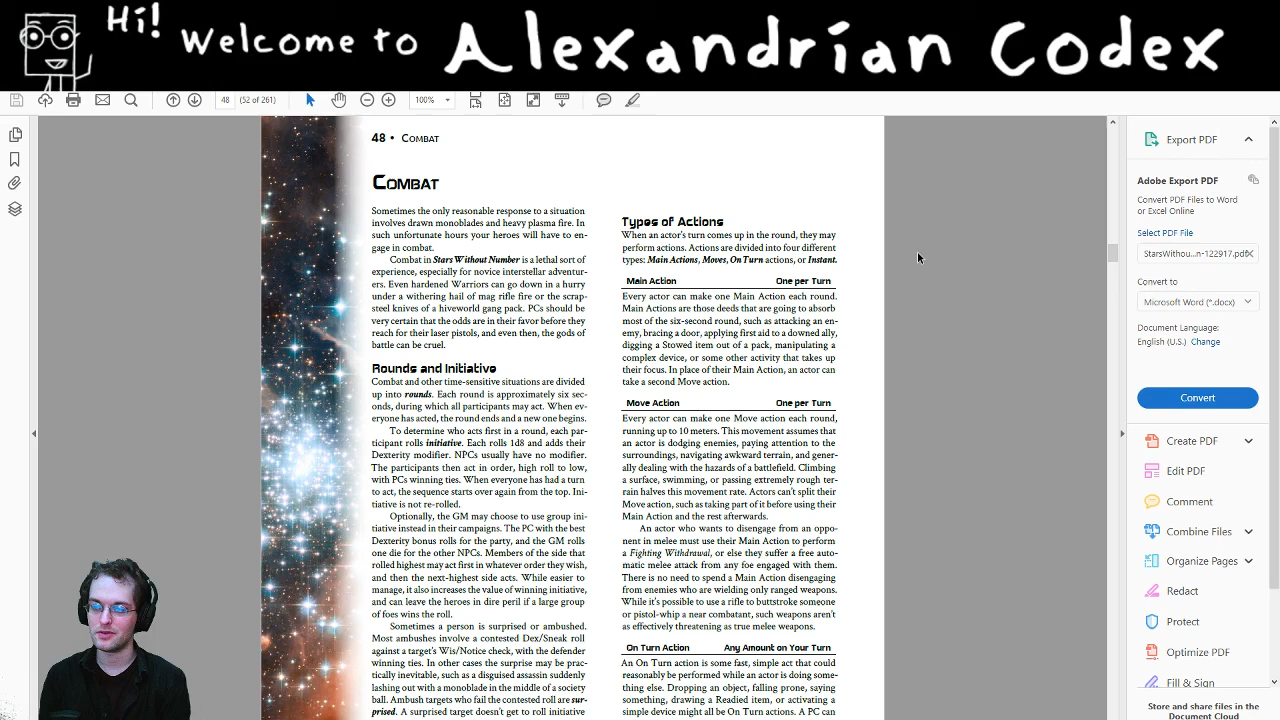 Hi! Welcome to Alexandrian Codex
48 (52 of 261) 100%
48 • Combat
Combat
Sometimes the only reasonable response to a situation
involves drawn monoblades and heavy plasma fire. In
such unfortunate hours your heroes will have to en-
gage in combat.
Combat in Stars Without Number is a lethal sort of
experience, especially for novice interstellar adventur-
ers. Even hardened Warriors can go down in a hurry
under a withering hail of mag rifle fire or the scrap-
steel knives of a hiveworld gang pack. PCs should be
very certain that the odds are in their favor before they
reach for their laser pistols, and even then, the gods of
battle can be cruel.
Rounds and Initiative
Combat and other time-sensitive situations are divided
up into rounds. Each round is approximately six sec-
onds, during which all participants may act. When ev-
eryone has acted, the round ends and a new one begins.
To determine who acts first in a round, each par-
ticipant rolls initiative. Each rolls 1d8 and adds their
Dexterity modifier. NPCs usually have no modifier.
The participants then act in order, high roll to low,
with PCs winning ties. When everyone has had a turn
to act, the sequence starts over again from the top. Ini-
tiative is not re-rolled.
Optionally, the GM may choose to use group ini-
tiative instead in their campaigns. The PC with the best
Dexterity bonus rolls for the party, and the GM rolls
one die for the other NPCs. Members of the side that
rolled highest may act first in whatever order they wish,
and then the next-highest side acts. While easier to
manage, it also increases the value of winning initiative,
and can leave the heroes in dire peril if a large group
of foes wins the roll.
Sometimes a person is surprised or ambushed.
Most ambushes involve a contested Dex/Sneak roll
against a target's Wis/Notice check, with the defender
winning ties. In other cases the surprise may be prac-
tically inevitable, such as a disguised assassin suddenly
lashing out with a monoblade in the middle of a society
ball. Ambush targets who fail the contested roll are sur-
prised. A surprised target doesn't get to roll initiative
Types of Actions
When an actor's turn comes up in the round, they may
perform actions. Actions are divided into four different
types: Main Actions, Moves, On Turn actions, or Instant.
Main Action One per Turn
Every actor can make one Main Action each round.
Main Actions are those deeds that are going to absorb
most of the six-second round, such as attacking an en-
emy, bracing a door, applying first aid to a downed ally,
digging a Stowed item out of a pack, manipulating a
complex device, or some other activity that takes up
their focus. In place of their Main Action, an actor can
take a second Move action.
Move Action One per Turn
Every actor can make one Move action each round,
running up to 10 meters. This movement assumes that
an actor is dodging enemies, paying attention to the
surroundings, navigating awkward terrain, and gener-
ally dealing with the hazards of a battlefield. Climbing
a surface, swimming, or passing extremely rough ter-
rain halves this movement rate. Actors can't split their
Move action, such as taking part of it before using their
Main Action and the rest afterwards.
An actor who wants to disengage from an oppo-
nent in melee must use their Main Action to perform
a Fighting Withdrawal, or else they suffer a free auto-
matic melee attack from any foe engaged with them.
There is no need to spend a Main Action disengaging
from enemies who are wielding only ranged weapons.
While it's possible to use a rifle to buttstroke someone
or pistol-whip a near combatant, such weapons aren't
as effectively threatening as true melee weapons.
On Turn Action Any Amount on Your Turn
An On Turn action is some fast, simple act that could
reasonably be performed while an actor is doing some-
thing else. Dropping an object, falling prone, saying
something, drawing a Readied item, or activating a
simple device might all be On Turn actions. A PC can
Export PDF
Adobe Export PDF
Convert PDF Files to Word
or Excel Online
Select PDF File
StarsWithou...n-122917.pdf
Convert to
Microsoft Word (*.docx)
Document Language:
English (U.S.) Change
Convert
Create PDF
Edit PDF
Comment
Combine Files
Organize Pages
Redact
Protect
Optimize PDF
Fill & Sign
Store and share files in the
Document Cloud